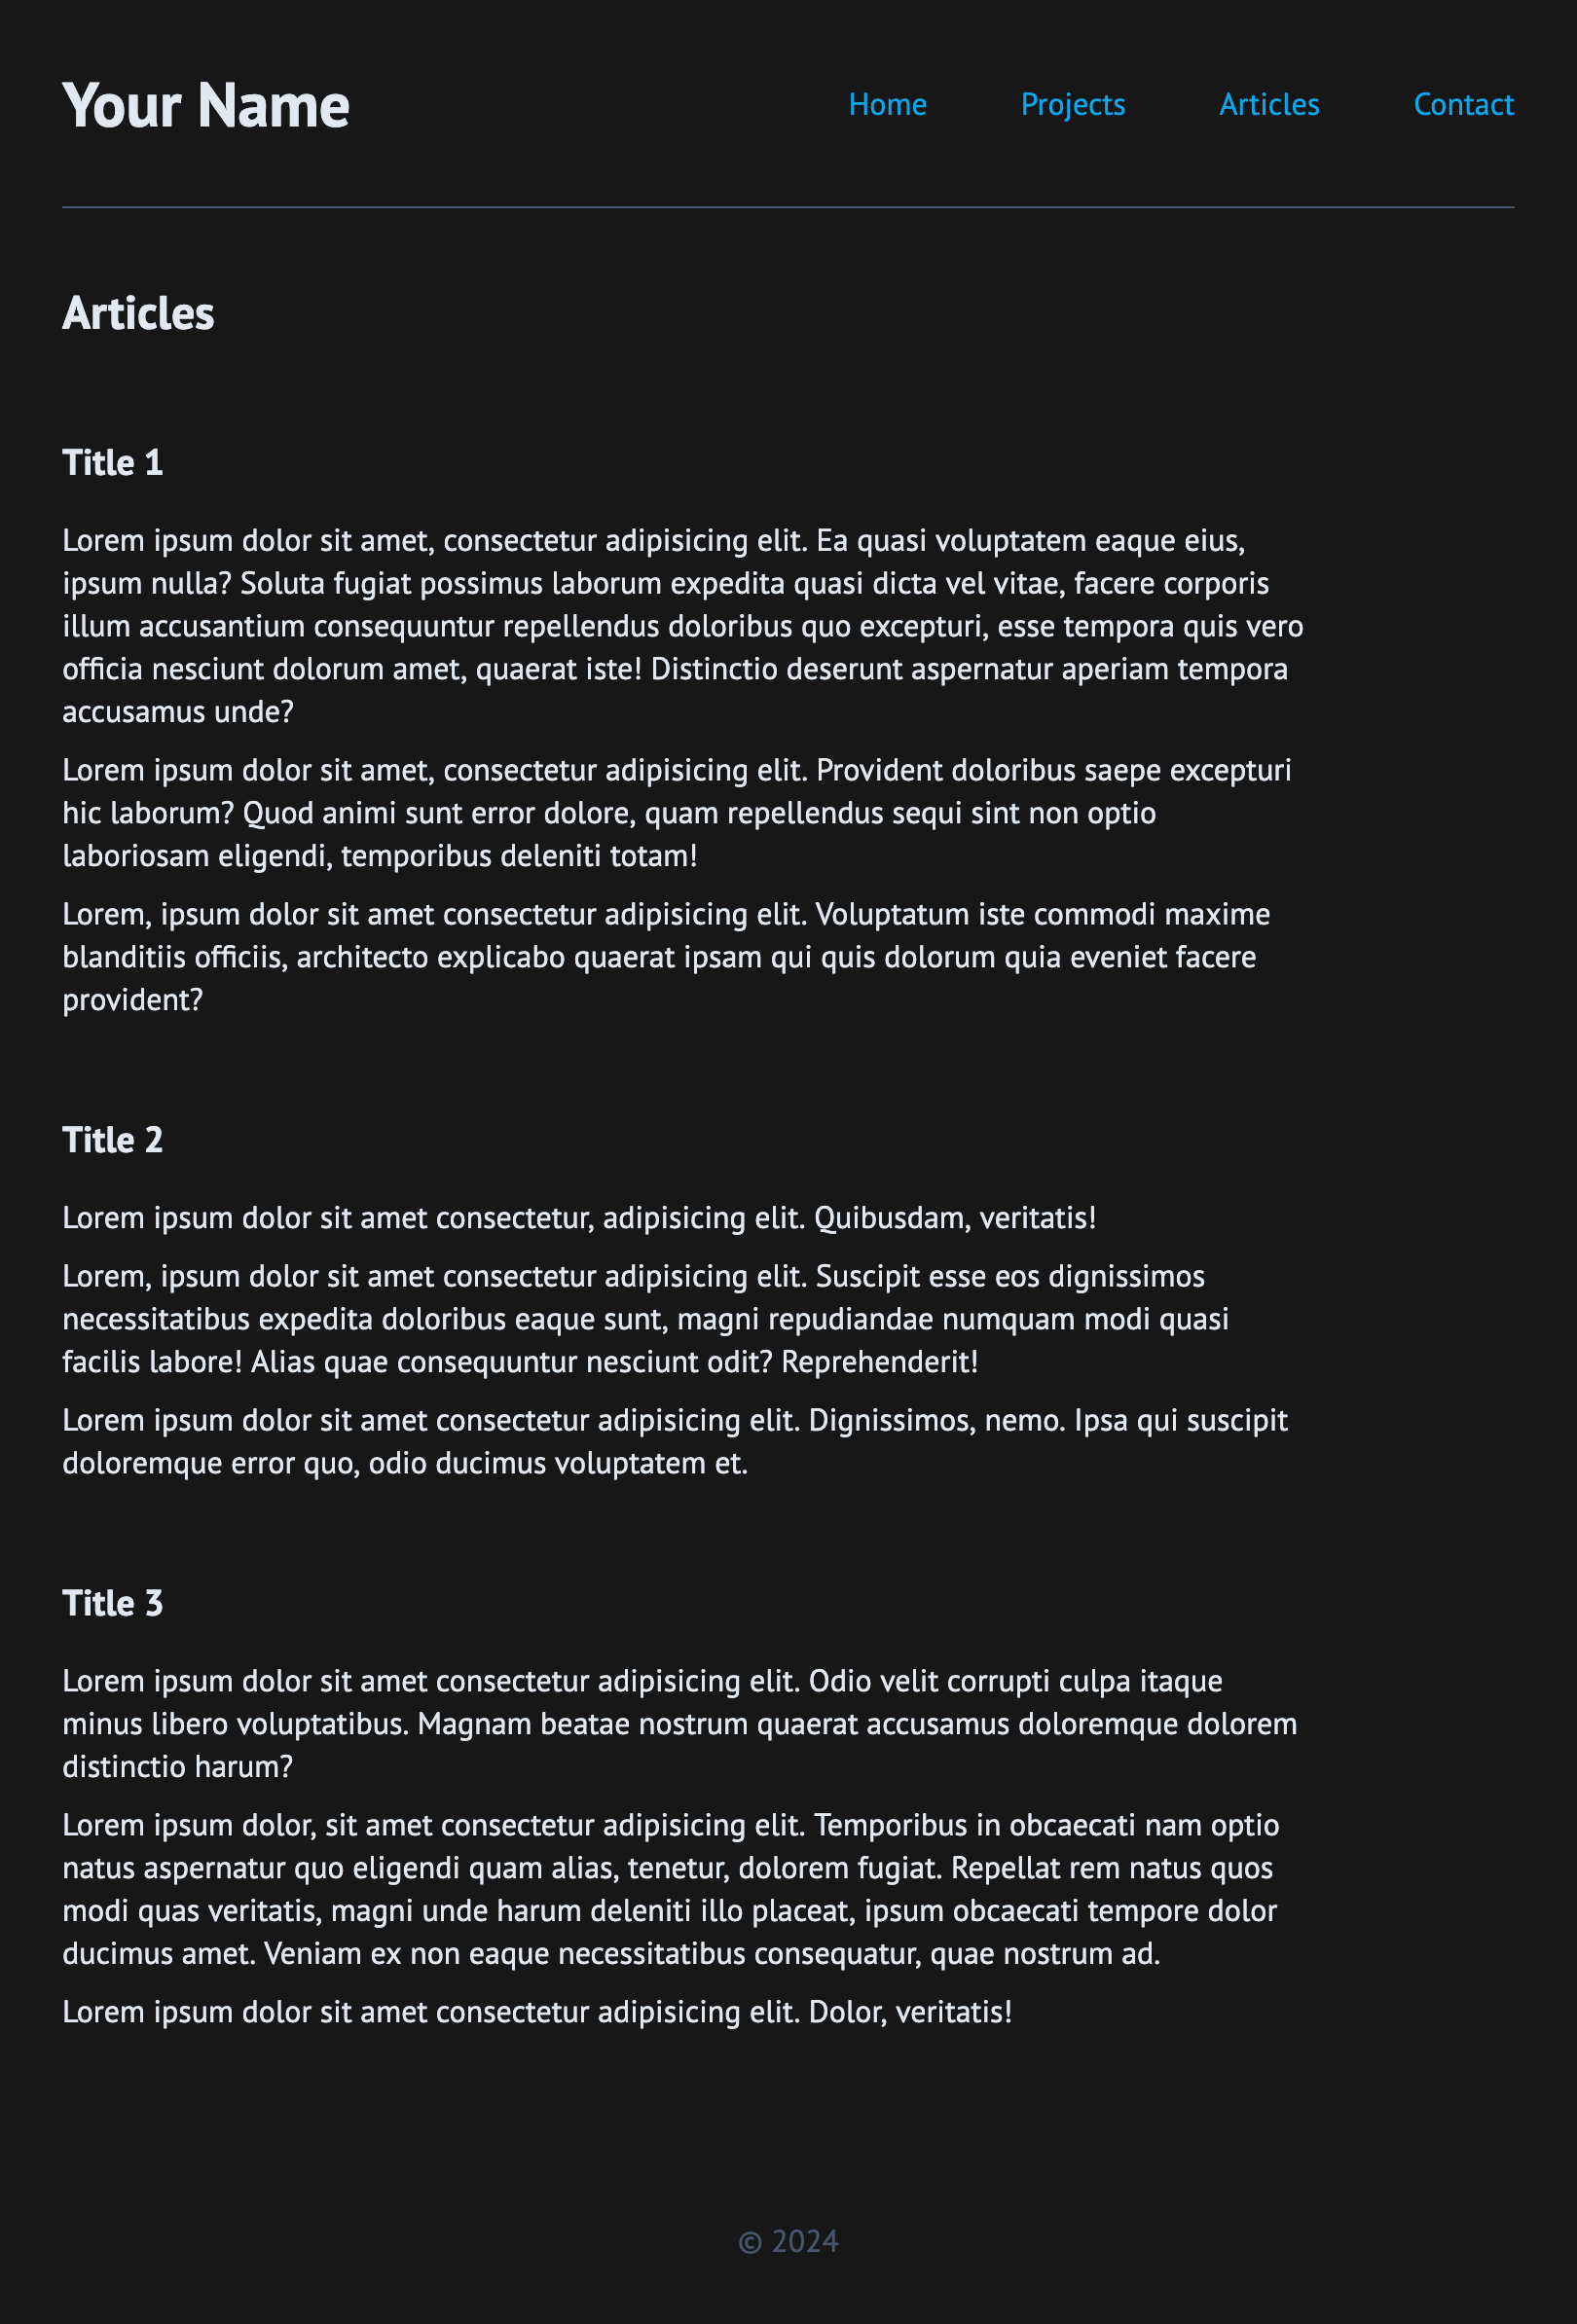 Your Name
Home Projects Articles Contact
Articles
Title 1
Lorem ipsum dolor sit amet, consectetur adipisicing elit. Ea quasi voluptatem eaque eius,
ipsum nulla? Soluta fugiat possimus laborum expedita quasi dicta vel vitae, facere corporis
illum accusantium consequuntur repellendus doloribus quo excepturi, esse tempora quis vero
officia nesciunt dolorum amet, quaerat iste! Distinctio deserunt aspernatur aperiam tempora
accusamus unde?
Lorem ipsum dolor sit amet, consectetur adipisicing elit. Provident doloribus saepe excepturi
hic laborum? Quod animi sunt error dolore, quam repellendus sequi sint non optio
laboriosam eligendi, temporibus deleniti totam!
Lorem, ipsum dolor sit amet consectetur adipisicing elit. Voluptatum iste commodi maxime
blanditiis officiis, architecto explicabo quaerat ipsam qui quis dolorum quia eveniet facere
provident?
Title 2
Lorem ipsum dolor sit amet consectetur, adipisicing elit. Quibusdam, veritatis!
Lorem, ipsum dolor sit amet consectetur adipisicing elit. Suscipit esse eos dignissimos
necessitatibus expedita doloribus eaque sunt, magni repudiandae numquam modi quasi
facilis labore! Alias quae consequuntur nesciunt odit? Reprehenderit!
Lorem ipsum dolor sit amet consectetur adipisicing elit. Dignissimos, nemo. Ipsa qui suscipit
doloremque error quo, odio ducimus voluptatem et.
Title 3
Lorem ipsum dolor sit amet consectetur adipisicing elit. Odio velit corrupti culpa itaque
minus libero voluptatibus. Magnam beatae nostrum quaerat accusamus doloremque dolorem
distinctio harum?
Lorem ipsum dolor, sit amet consectetur adipisicing elit. Temporibus in obcaecati nam optio
natus aspernatur quo eligendi quam alias, tenetur, dolorem fugiat. Repellat rem natus quos
modi quas veritatis, magni unde harum deleniti illo placeat, ipsum obcaecati tempore dolor
ducimus amet. Veniam ex non eaque necessitatibus consequatur, quae nostrum ad.
Lorem ipsum dolor sit amet consectetur adipisicing elit. Dolor, veritatis!
© 2024